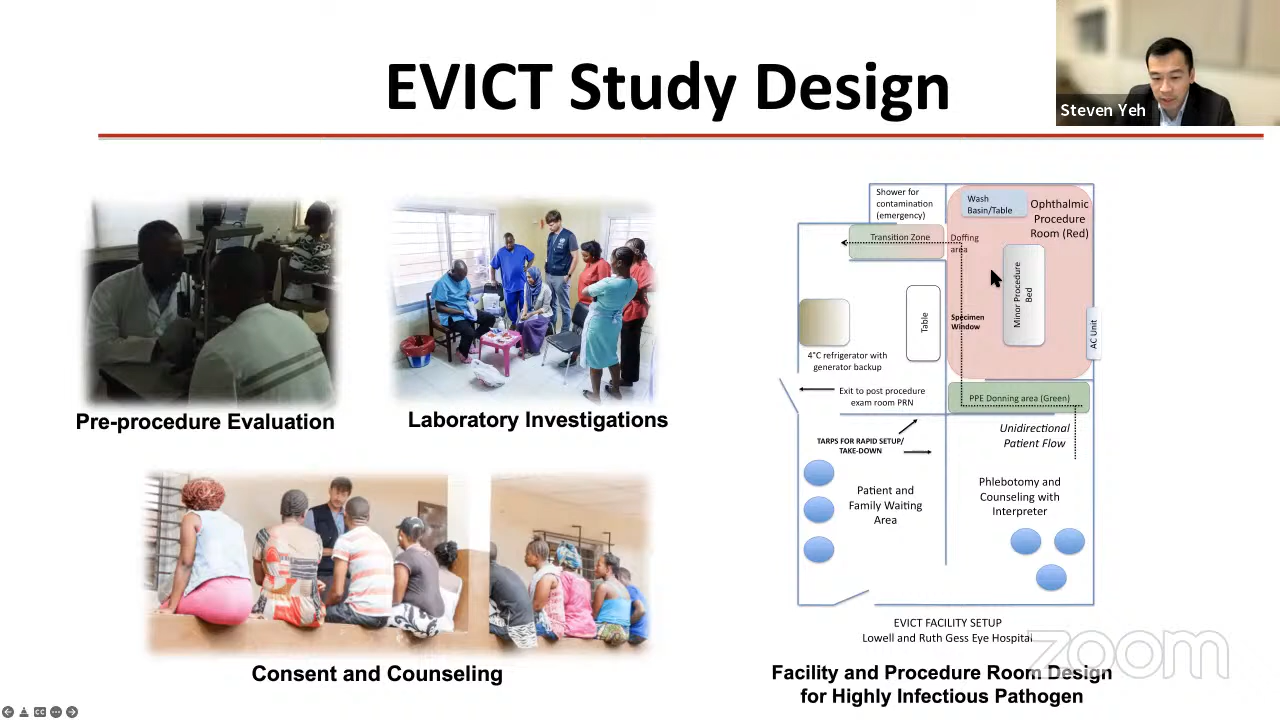 EVICT Study Design
Steven Yeh
Pre-procedure Evaluation
Laboratory Investigations
Consent and Counseling
Shower for
contamination
(emergency)
Wash
Basin/Table
Ophthalmic
Procedure
Room (Red)
Transition Zone
Doffing
area
Minor Procedure
Bed
Table
Specimen
Window
AC Unit
4°C refrigerator with
generator backup
Exit to post procedure
exam room PRN
PPE Donning area (Green)
Unidirectional
Patient Flow
TARPS FOR RAPID SETUP/
TAKE-DOWN
Patient and
Family Waiting
Area
Phlebotomy and
Counseling with
Interpreter
EVICT FACILITY SETUP
Lowell and Ruth Gess Eye Hospital
Facility and Procedure Room Design
for Highly Infectious Pathogen
zoom
CC